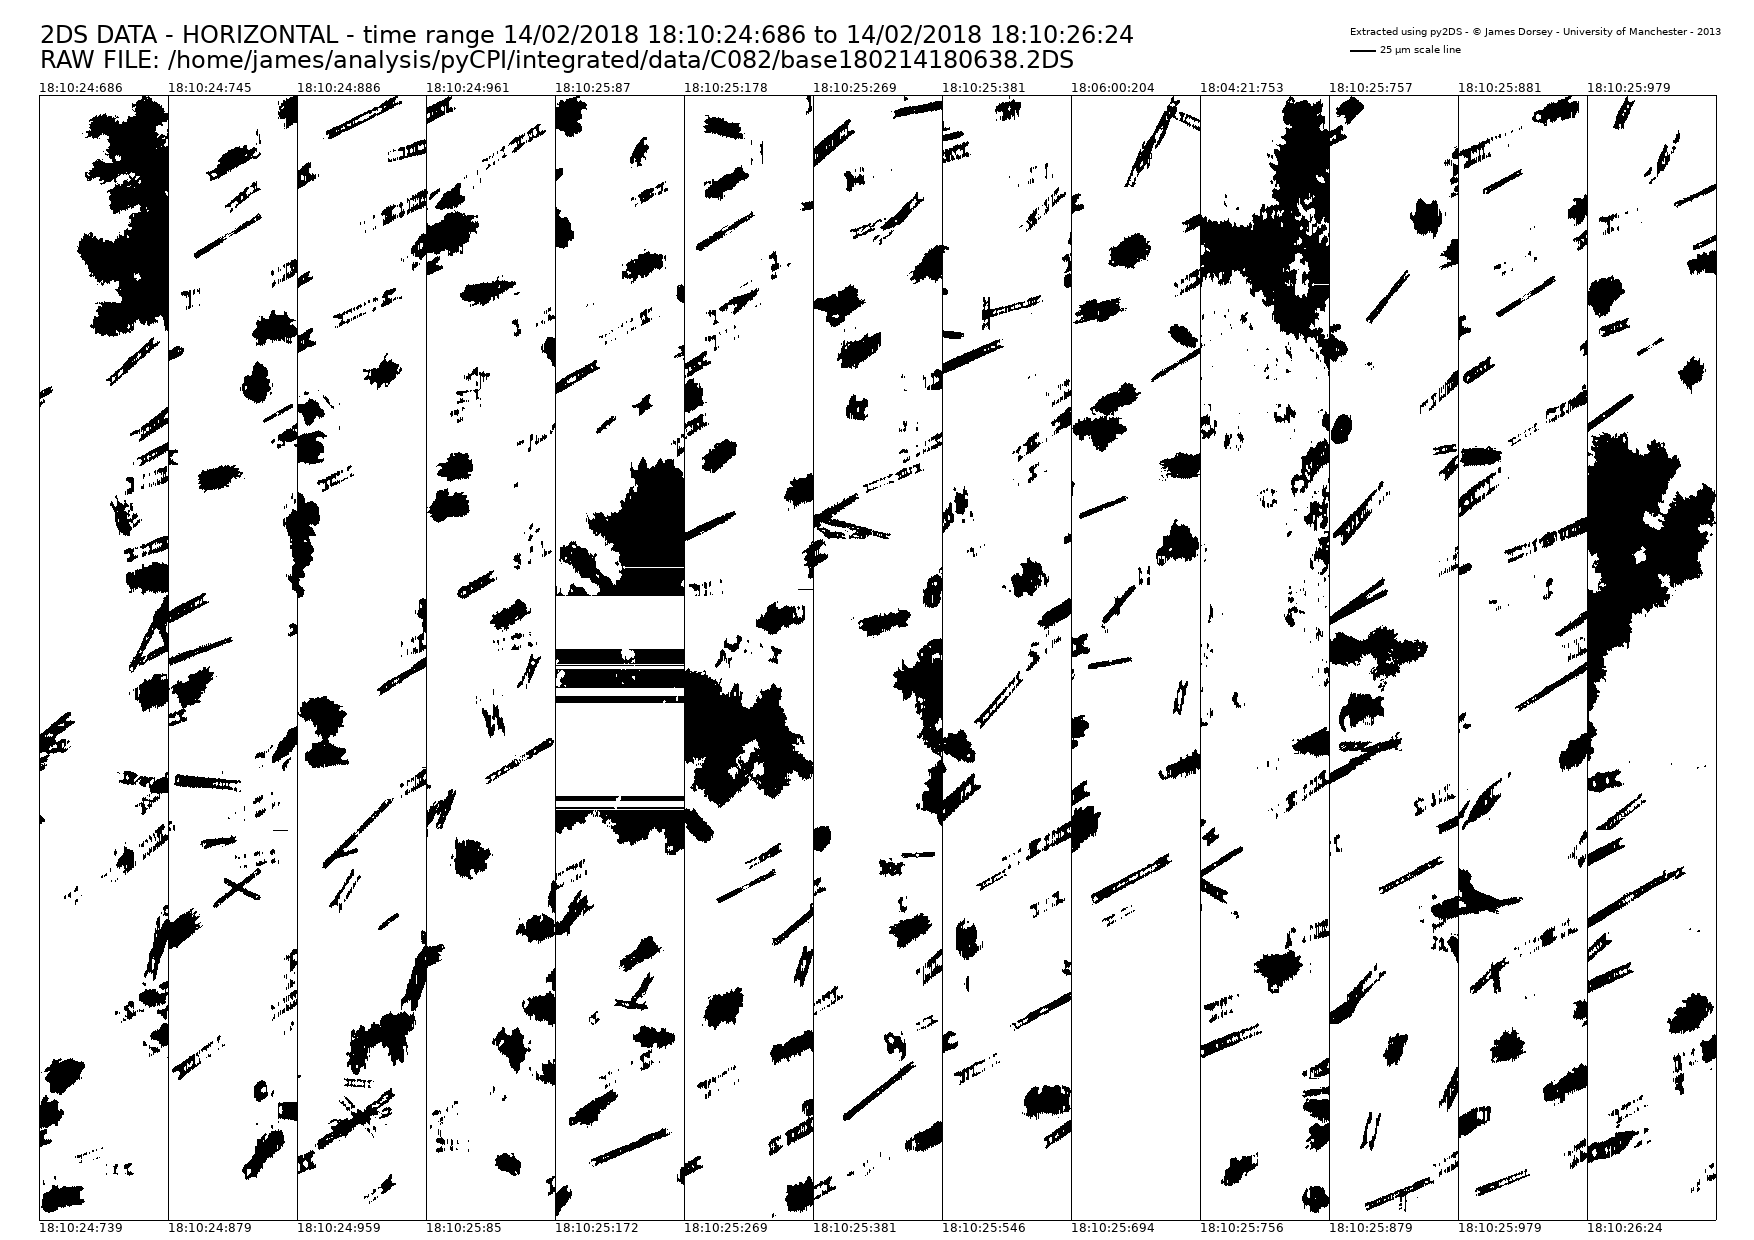 2DS DATA - HORIZONTAL - time range 14/02/2018 18:10:24:686 to 14/02/2018 18:10:26:24
RAW FILE: /home/james/analysis/pyCPI/integrated/data/C082/base180214180638.2DS
Extracted using py2DS - © James Dorsey - University of Manchester - 2013
25 µm scale line
18:10:24:686 18:10:24:745 18:10:24:886 18:10:24:961 18:10:25:87 18:10:25:178 18:10:25:269 18:10:25:381 18:06:00:204 18:04:21:753 18:10:25:757 18:10:25:881 18:10:25:979
18:10:24:739 18:10:24:879 18:10:24:959 18:10:25:85 18:10:25:172 18:10:25:269 18:10:25:381 18:10:25:546 18:10:25:694 18:10:25:756 18:10:25:879 18:10:25:979 18:10:26:24